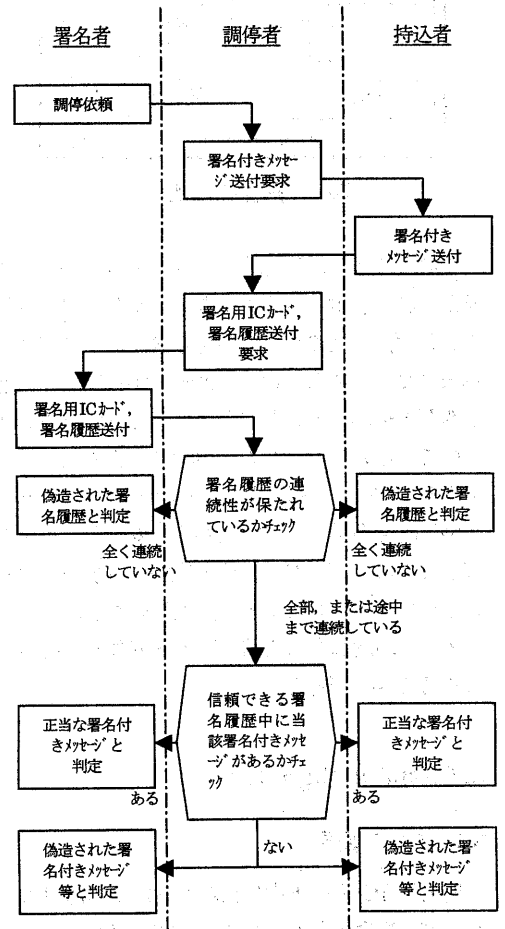 署名者
調停者
持込者
調停依頼
署名付きメッセー
ジ送付要求
署名付き
メッセージ送付
署名用ICカード，
署名履歴送付
要求
署名用ICカード，
署名履歴送付
偽造された署
名履歴と判定
署名履歴の連
続性が保たれ
ているかチェック
偽造された署
名履歴と判定
全く連続
していない
全く連続
していない
全部，または途中
まで連続している
正当な署名付
きメッセージと
判定
信頼できる署
名履歴中に当
該署名付きメッセ
ージがあるかチェ
ック
正当な署名付
きメッセージと
判定
ある
ある
ない
偽造された署
名付きメッセージ
等と判定
偽造された署
名付きメッセージ
等と判定